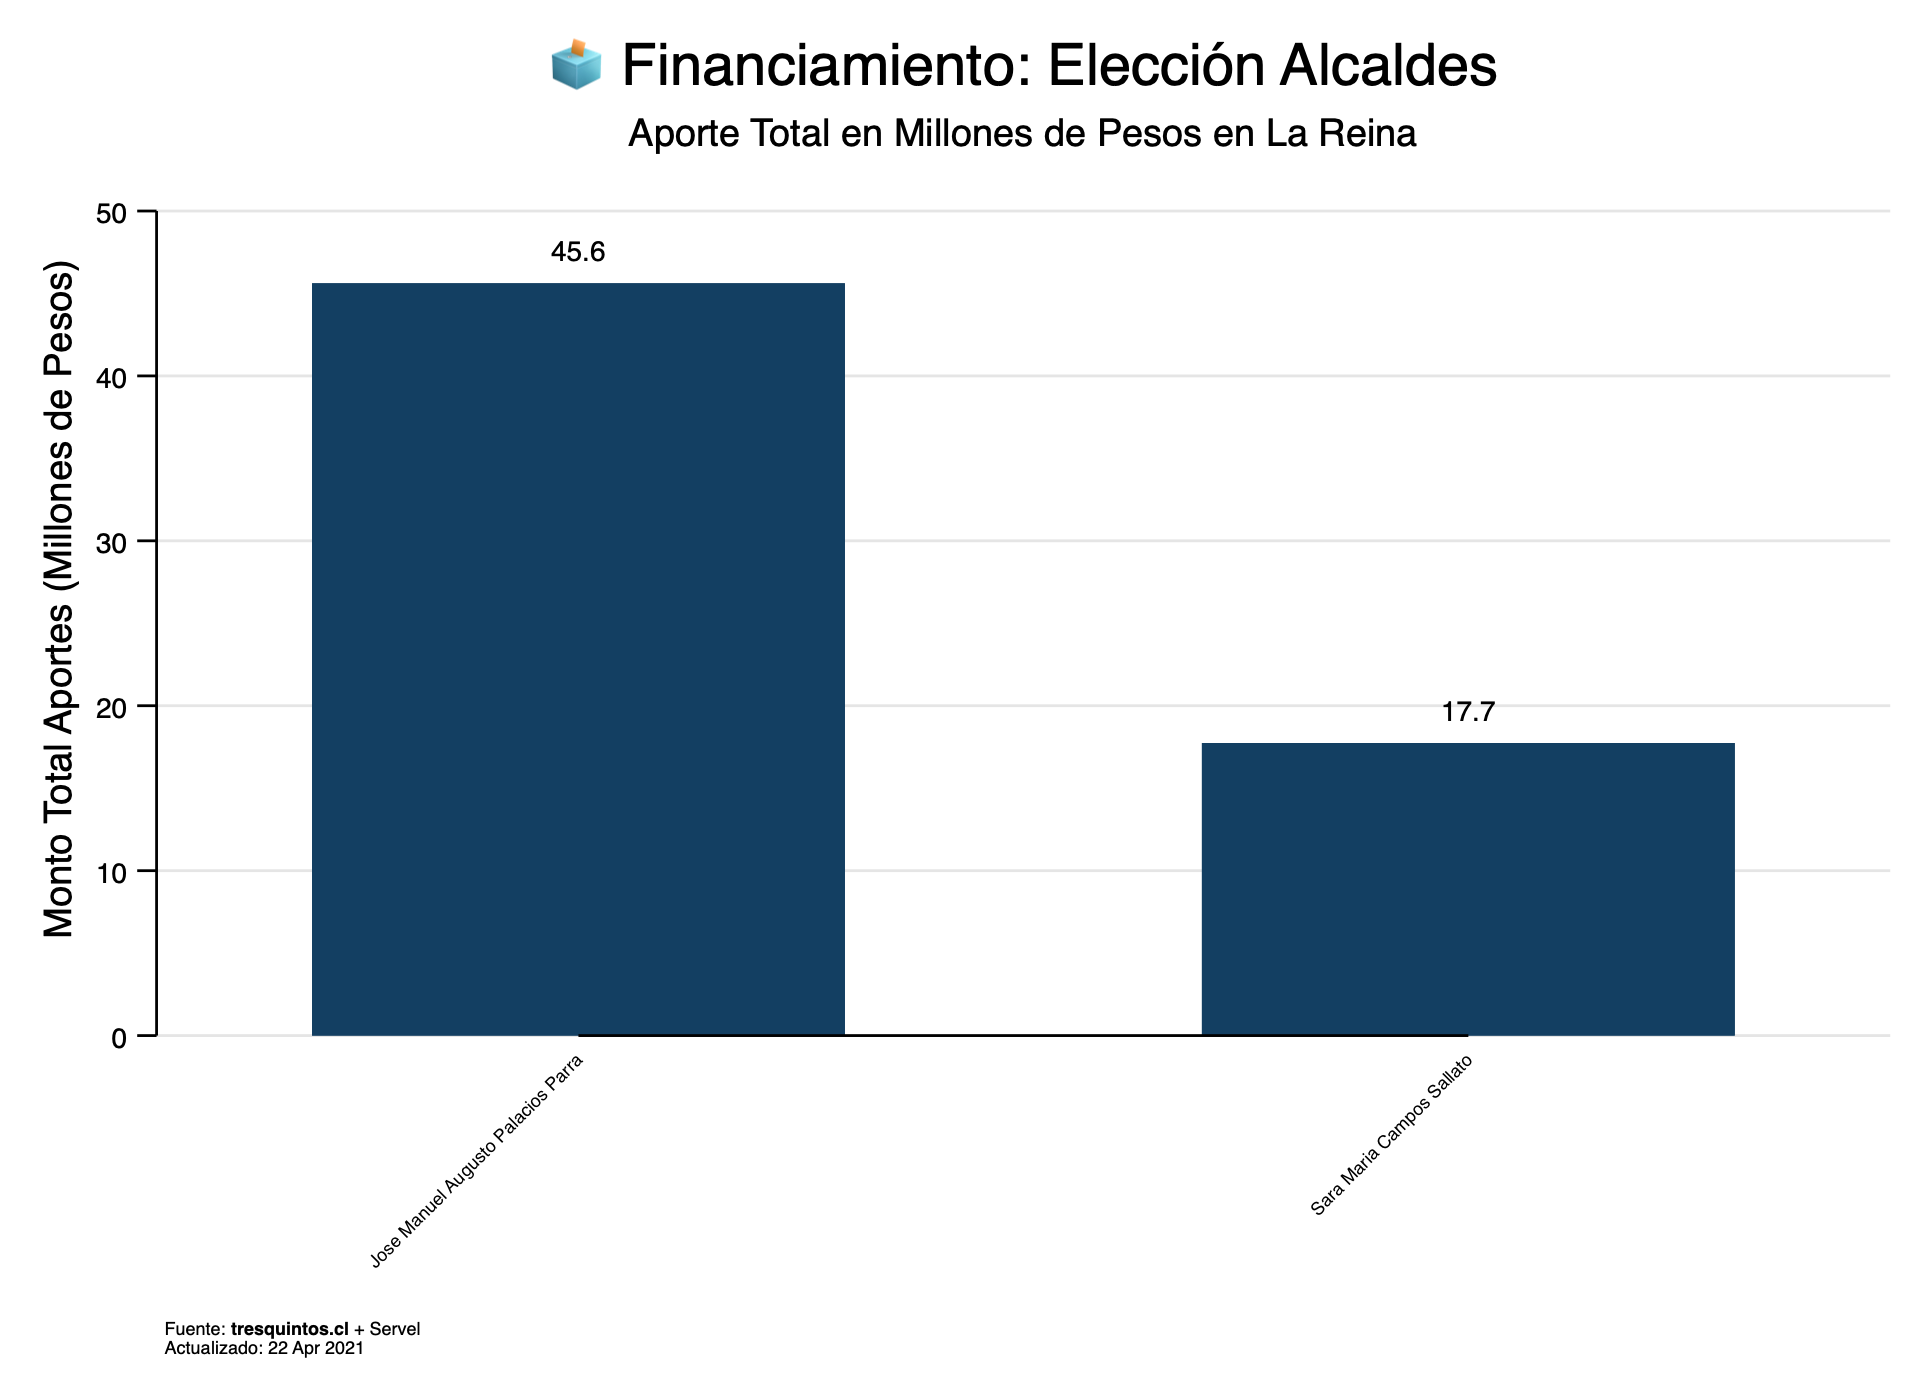 Financiamiento: Elección Alcaldes
Aporte Total en Millones de Pesos en La Reina
Monto Total Aportes (Millones de Pesos)
50
40
30
20
10
0
45.6
17.7
Jose Manuel Augusto Palacios Parra
Sara Maria Campos Sallato
Fuente: tresquintos.cl + Servel
Actualizado: 22 Apr 2021